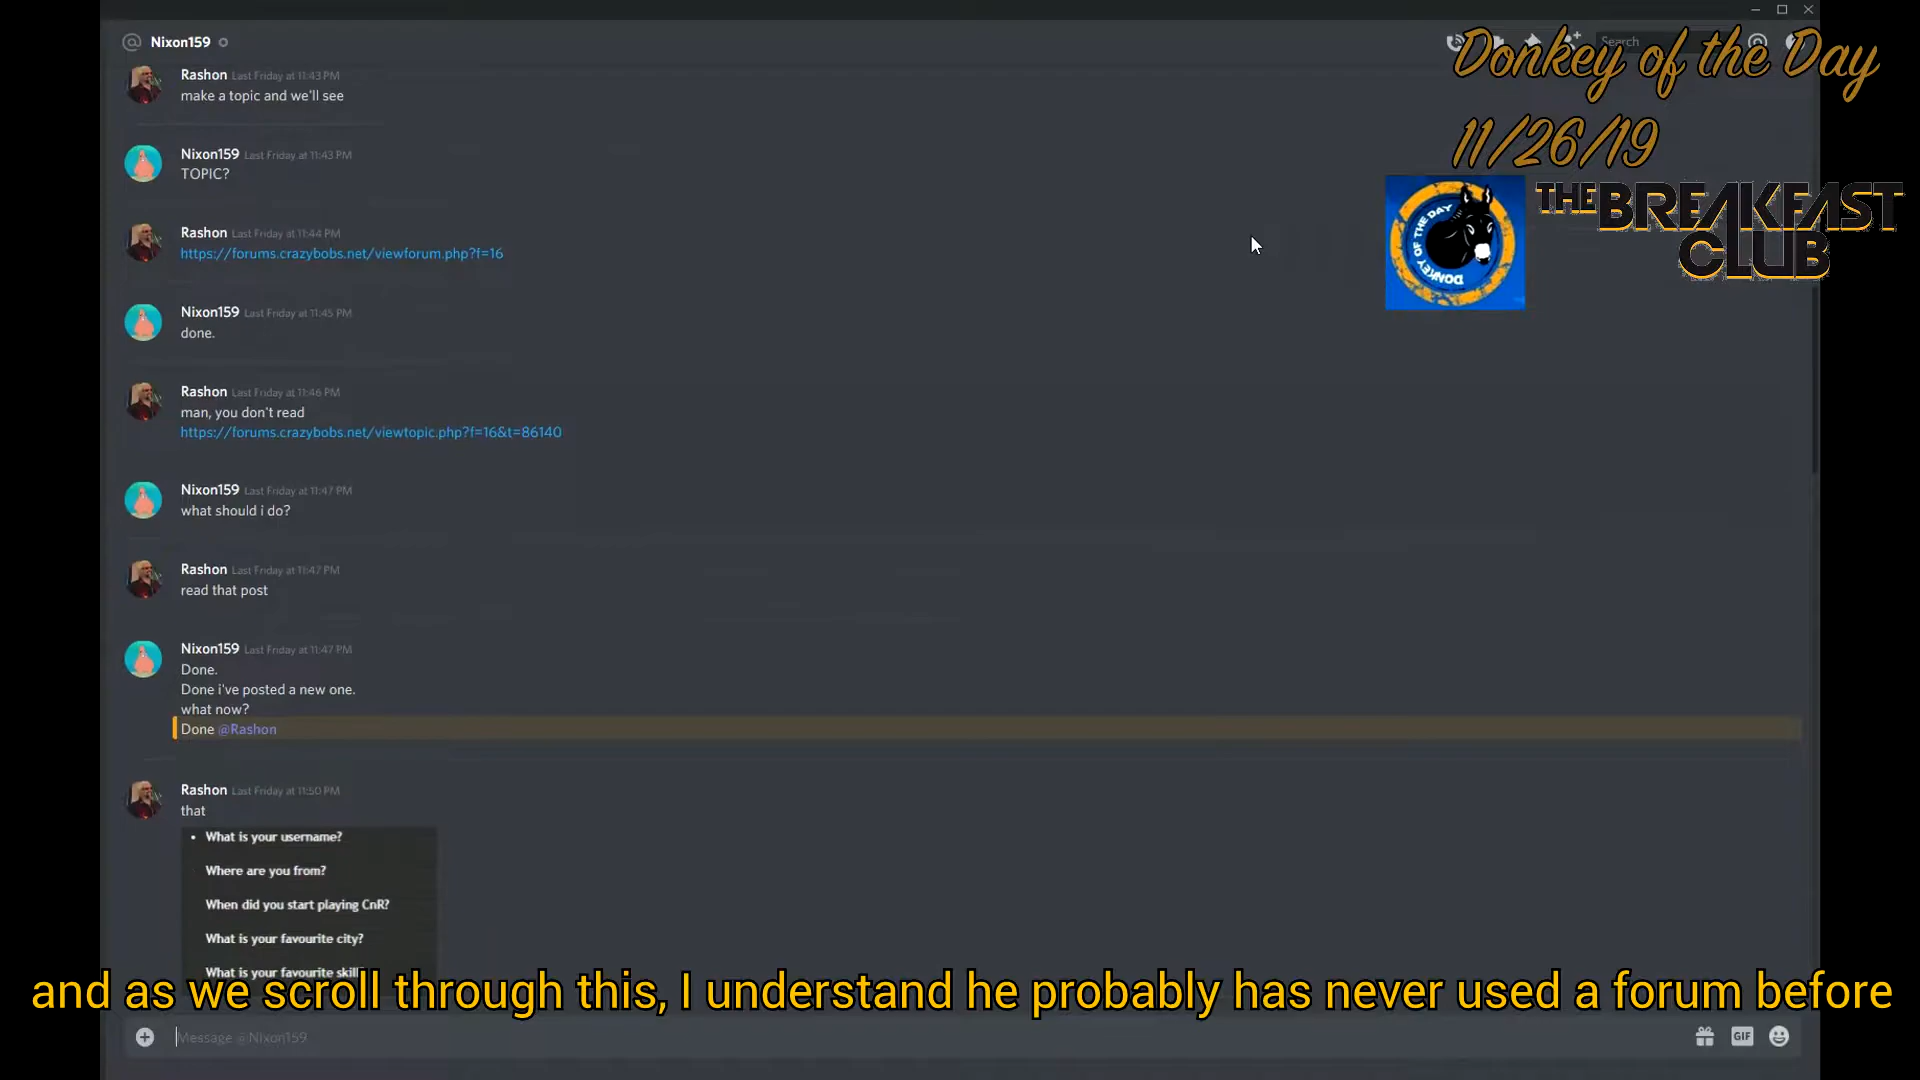 Nixon159
Search
Donkey of the Day
11/26/19
THE BREAKFAST
CLUB
DONKEY OF THE DAY
Rashon Last Friday at 11:43 PM
make a topic and we'll see
Nixon159 Last Friday at 11:43 PM
TOPIC?
Rashon Last Friday at 11:44 PM
https://forums.crazybobs.net/viewforum.php?f=16
Nixon159 Last Friday at 11:45 PM
done.
Rashon Last Friday at 11:46 PM
man, you don't read
https://forums.crazybobs.net/viewtopic.php?f=16&t=86140
Nixon159 Last Friday at 11:47 PM
what should i do?
Rashon Last Friday at 11:47 PM
read that post
Nixon159 Last Friday at 11:47 PM
Done.
Done i've posted a new one.
what now?
Done @Rashon
Rashon Last Friday at 11:50 PM
that
• What is your username?
Where are you from?
When did you start playing CnR?
What is your favourite city?
What is your favourite skill
and as we scroll through this, I understand he probably has never used a forum before
Message @Nixon159
GIF